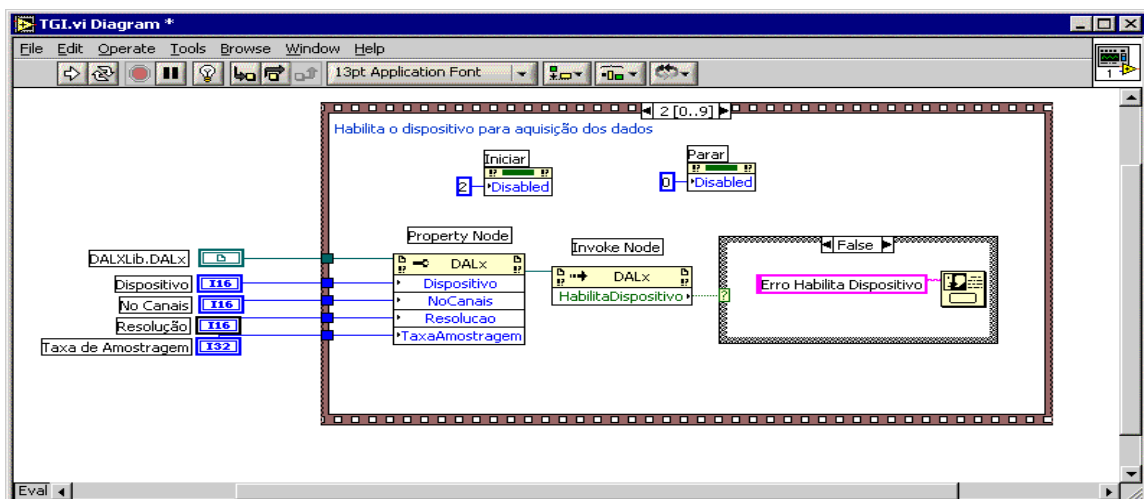 TGI.vi Diagram *
File Edit Operate Tools Browse Window Help
13pt Application Font
1
2 [0..9]
Habilita o dispositivo para aquisição dos dados
Iniciar
2 Disabled
Parar
0 Disabled
DALXLib.DALx
Dispositivo I16
No Canais I16
Resolução I16
Taxa de Amostragem I32
Property Node
DALx
Dispositivo
NoCanais
Resolucao
TaxaAmostragem
Invoke Node
DALx
HabilitaDispositivo
?
False
Erro Habilita Dispositivo
Eval